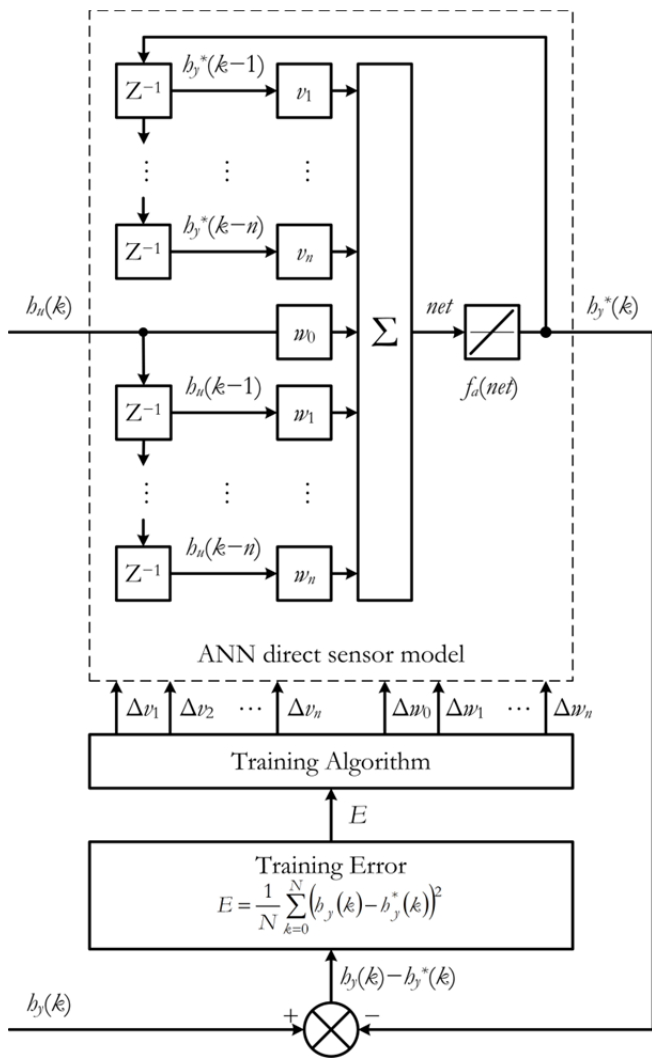 Z⁻¹ h_y*(k−1) v₁
⋮ ⋮ ⋮
Z⁻¹ h_y*(k−n) v_n
h_u(k) w₀ Σ net h_y*(k)
f_a(net)
Z⁻¹ h_u(k−1) w₁
⋮ ⋮ ⋮
Z⁻¹ h_u(k−n) w_n
ANN direct sensor model
Δv₁ Δv₂ ⋯ Δv_n Δw₀ Δw₁ ⋯ Δw_n
Training Algorithm
E
Training Error
E = 1/N ∑_{k=0}^{N} (h_y(k) − h_y^*(k))²
h_y(k)−h_y*(k)
h_y(k) + −